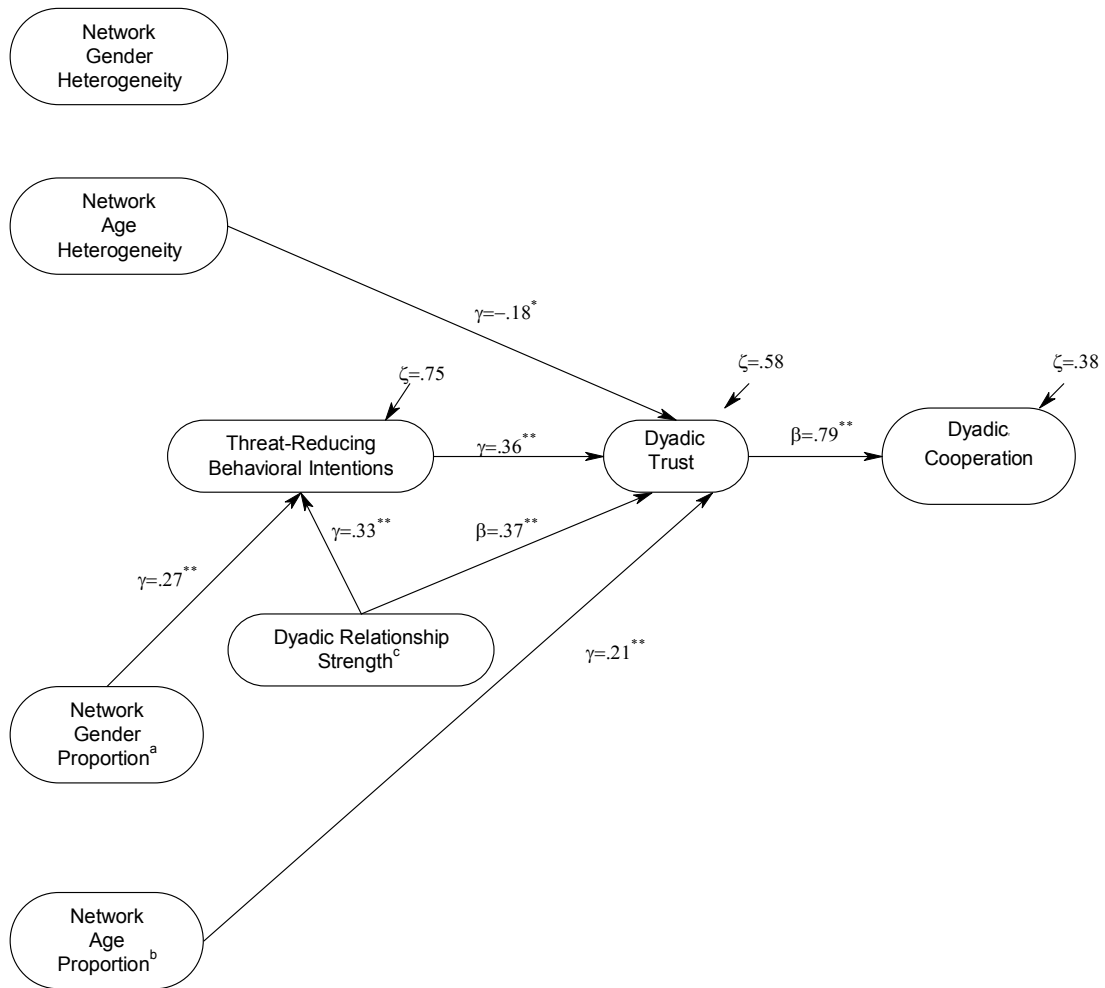 Network
Gender
Heterogeneity
Network
Age
Heterogeneity
γ=−.18*
ζ=.75
ζ=.58
ζ=.38
Threat-Reducing
Behavioral Intentions
γ=.36**
Dyadic
Trust
β=.79**
Dyadic
Cooperation
γ=.33**
β=.37**
γ=.27**
Dyadic Relationship
Strength^c
γ=.21**
Network
Gender
Proportion^a
Network
Age
Proportion^b